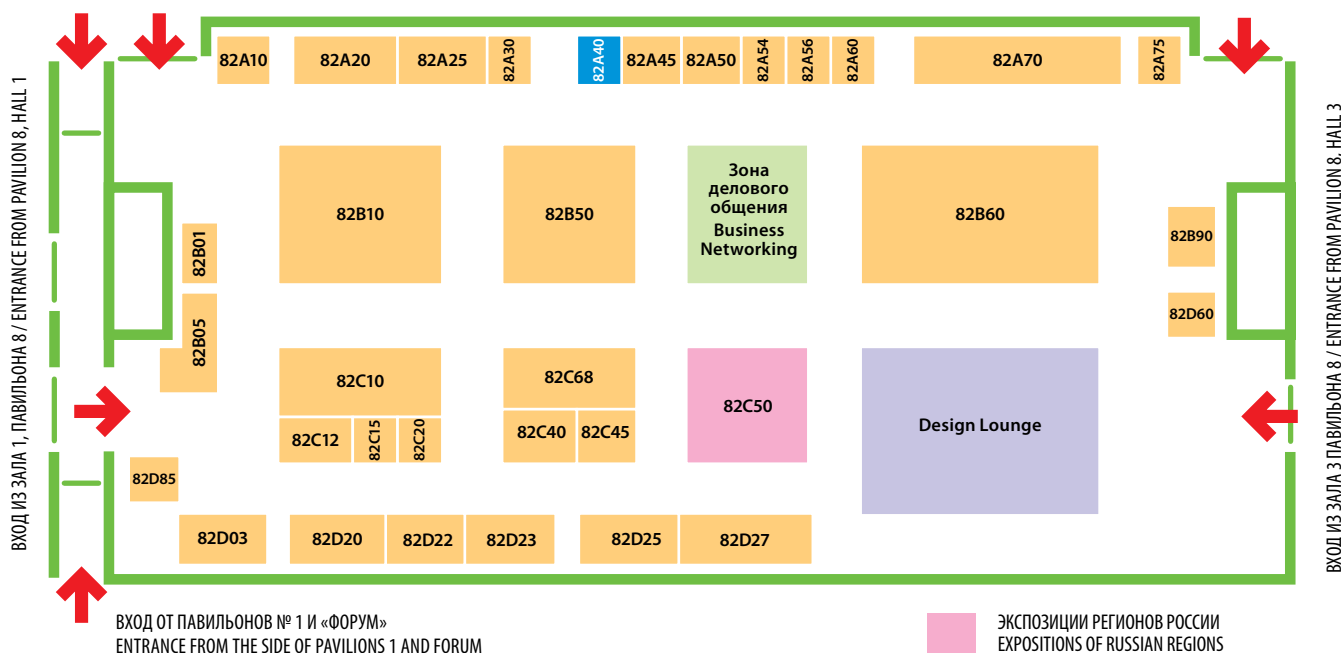 82A10
82A20
82A25
82A30
82A40
82A45
82A50
82A54
82A56
82A60
82A70
82A75
ВХОД ИЗ ЗАЛА 1, ПАВИЛЬОНА 8 / ENTRANCE FROM PAVILION 8, HALL 1
ВХОД ИЗ ЗАЛА 3 ПАВИЛЬОНА 8 / ENTRANCE FROM PAVILION 8, HALL 3
82B01
82B05
82B10
82B50
Зона
делового
общения
Business
Networking
82B60
82B90
82D60
82C10
82C12
82C15
82C20
82C68
82C40
82C45
82C50
Design Lounge
82D85
82D03
82D20
82D22
82D23
82D25
82D27
ВХОД ОТ ПАВИЛЬОНОВ № 1 И «ФОРУМ»
ENTRANCE FROM THE SIDE OF PAVILIONS 1 AND FORUM
ЭКСПОЗИЦИИ РЕГИОНОВ РОССИИ
EXPOSITIONS OF RUSSIAN REGIONS